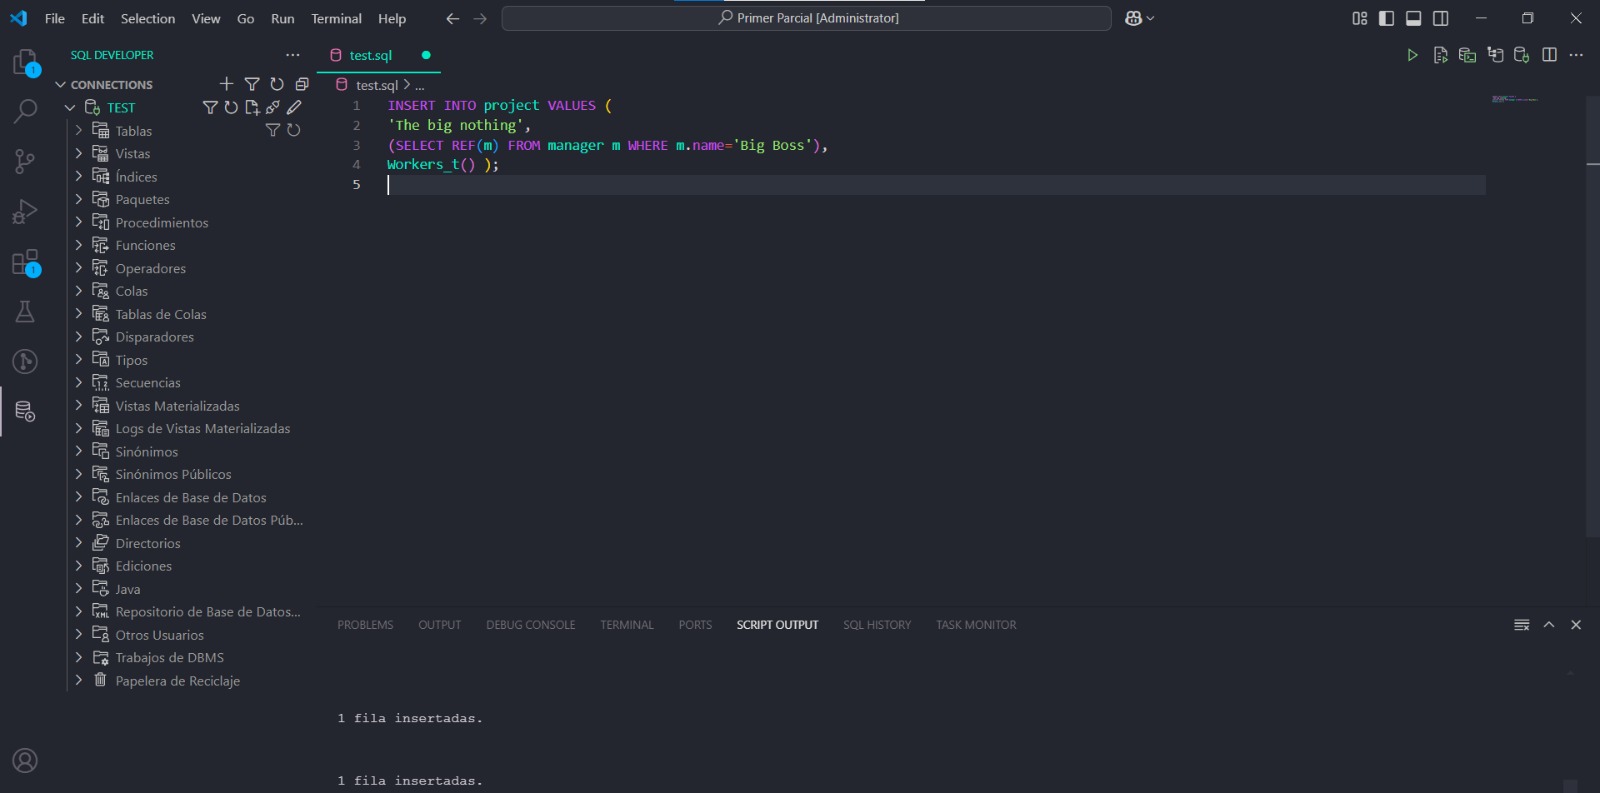 File Edit Selection View Go Run Terminal Help
Primer Parcial [Administrator]
SQL DEVELOPER
CONNECTIONS
TEST
Tablas
Vistas
Índices
Paquetes
Procedimientos
Funciones
Operadores
Colas
Tablas de Colas
Disparadores
Tipos
Secuencias
Vistas Materializadas
Logs de Vistas Materializadas
Sinónimos
Sinónimos Públicos
Enlaces de Base de Datos
Enlaces de Base de Datos Púb...
Directorios
Ediciones
Java
Repositorio de Base de Datos...
Otros Usuarios
Trabajos de DBMS
Papelera de Reciclaje
1
1
test.sql
test.sql > ...
1 INSERT INTO project VALUES (
2 'The big nothing',
3 (SELECT REF(m) FROM manager m WHERE m.name='Big Boss'),
4 Workers_t() );
5
PROBLEMS OUTPUT DEBUG CONSOLE TERMINAL PORTS SCRIPT OUTPUT SQL HISTORY TASK MONITOR
1 fila insertadas.
1 fila insertadas.